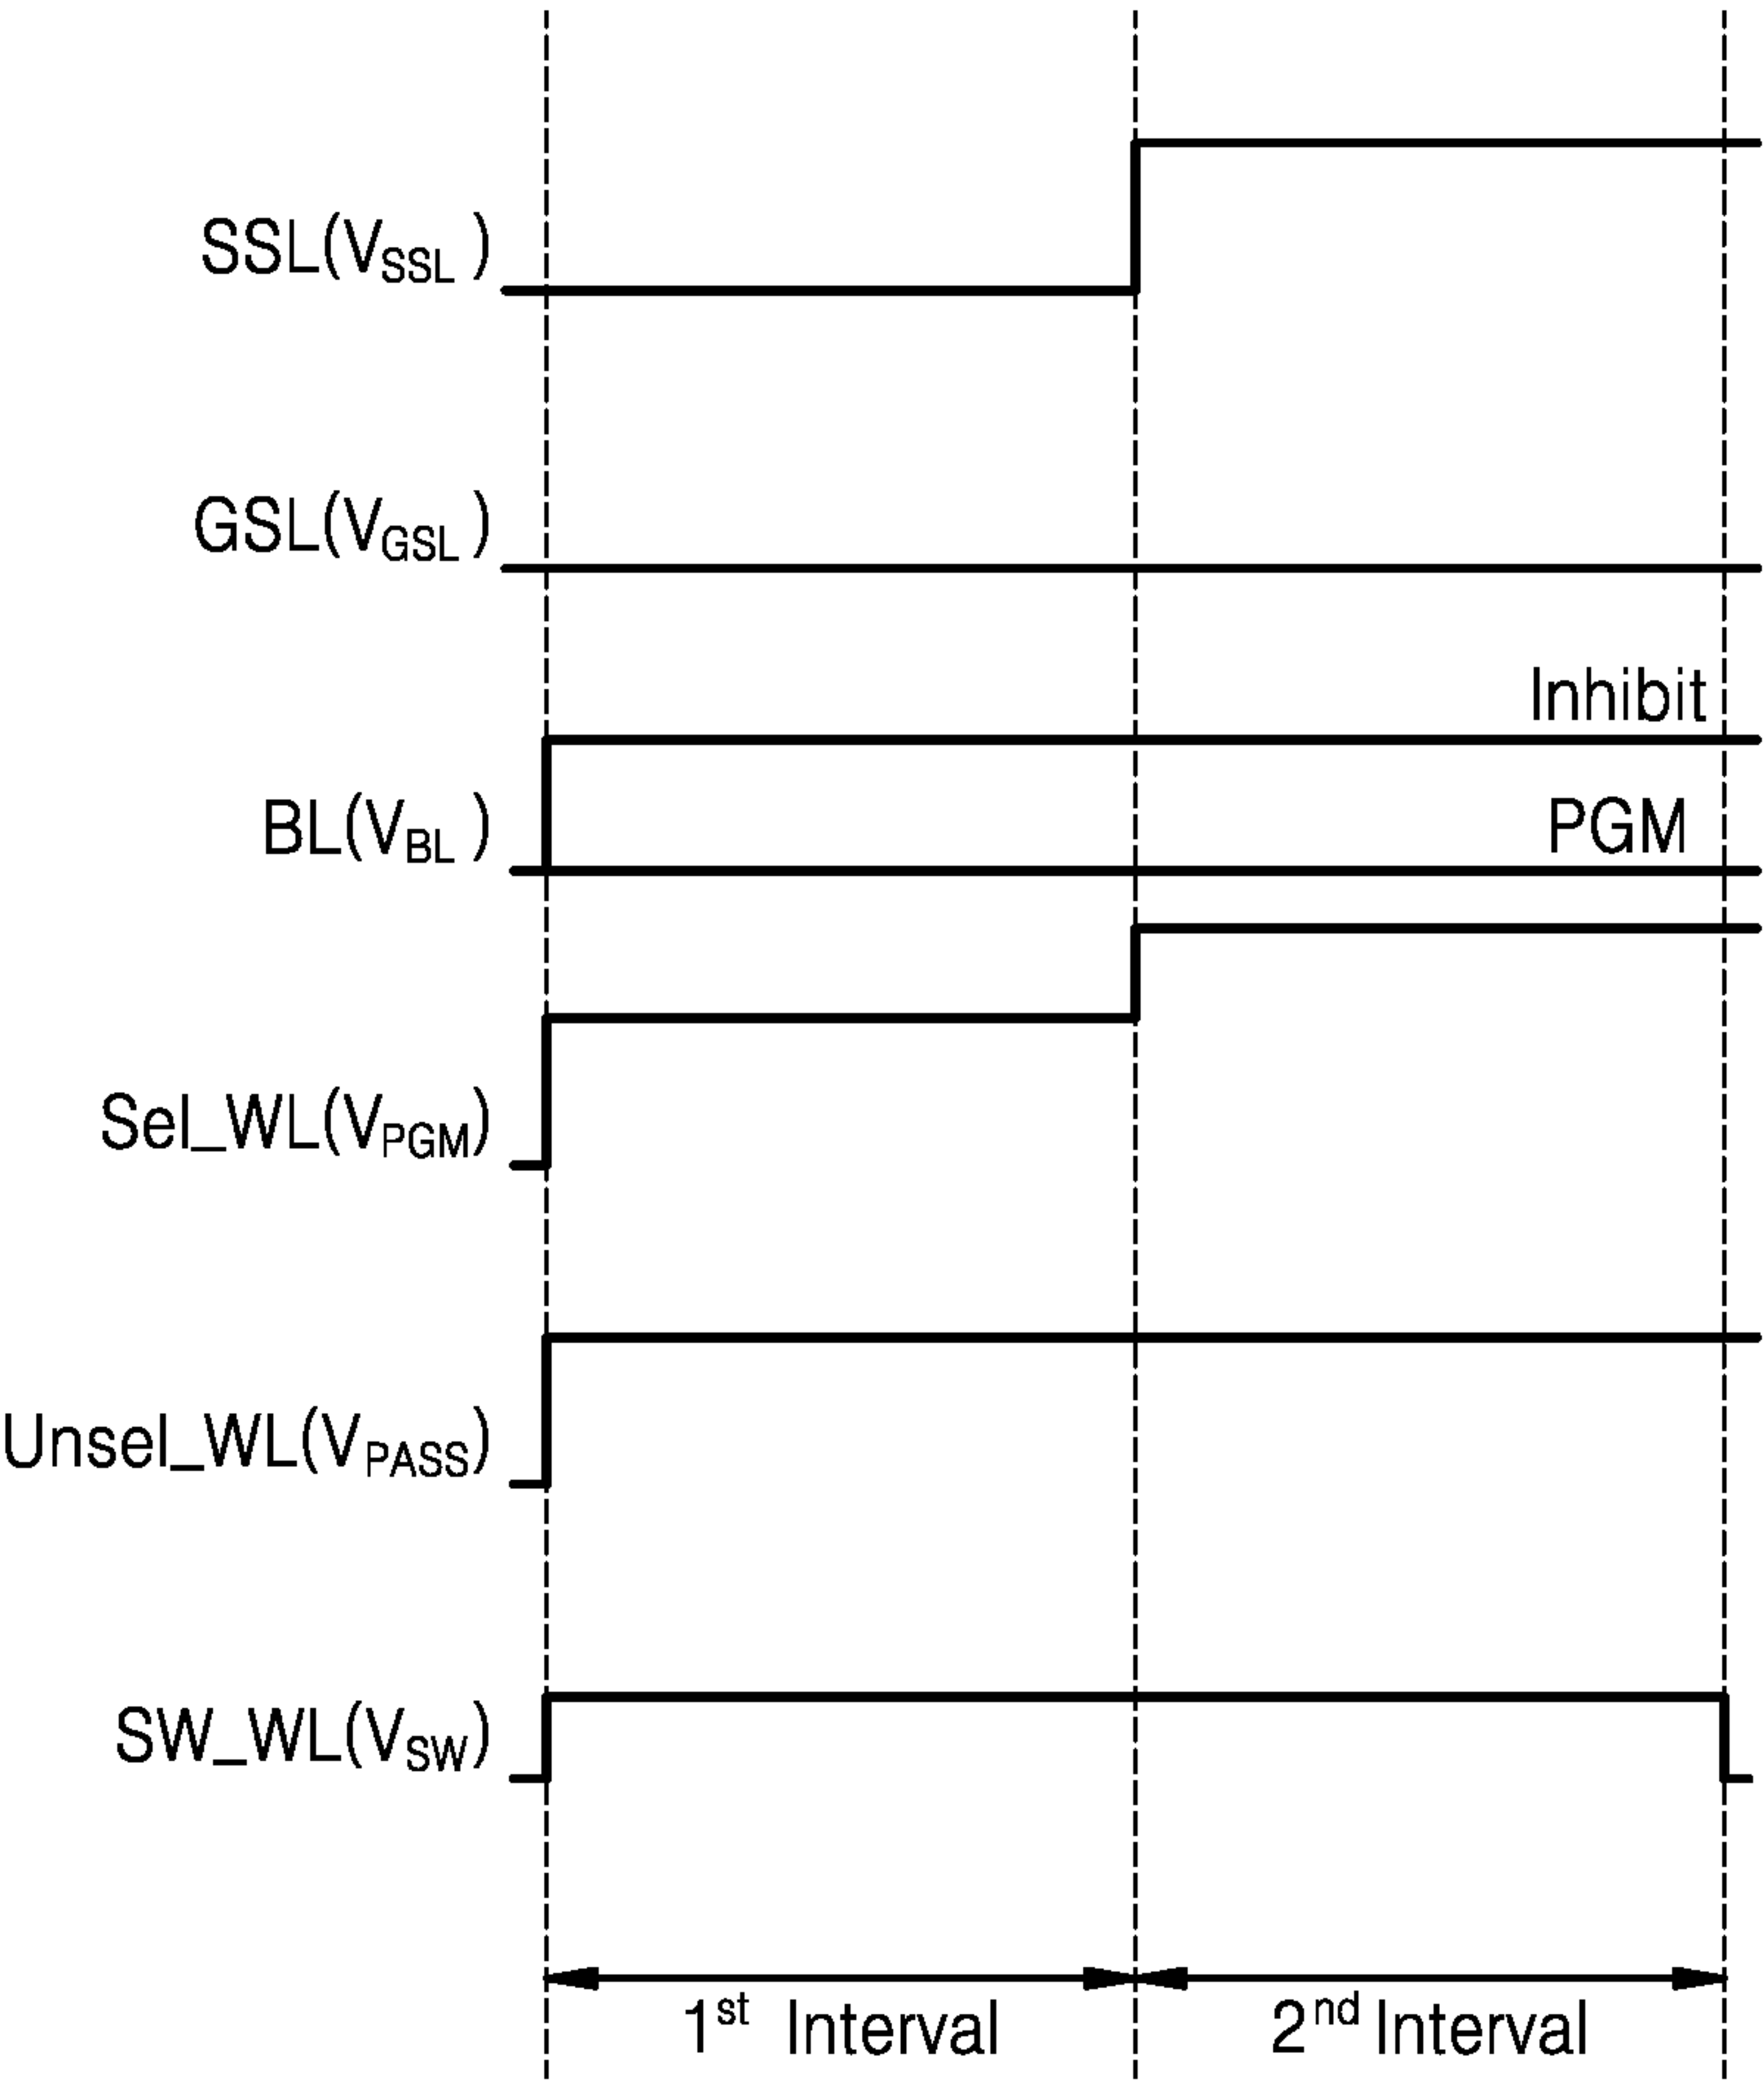 SSL(VSSL )
GSL(VGSL )
Inhibit
BL(VBL )
PGM
Sel_WL(VPGM)
Unsel_WL(VPASS)
SW_WL(VSW)
1st Interval
2nd Interval